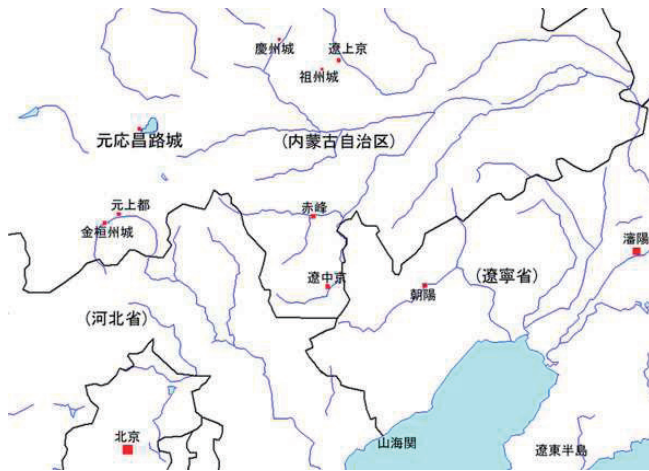 慶州城
遼上京
祖州城
元応昌路城
(内蒙古自治区)
元上都
赤峰
金桓州城
瀋陽
遼中京
朝陽
(遼寧省)
(河北省)
北京
山海関
遼東半島